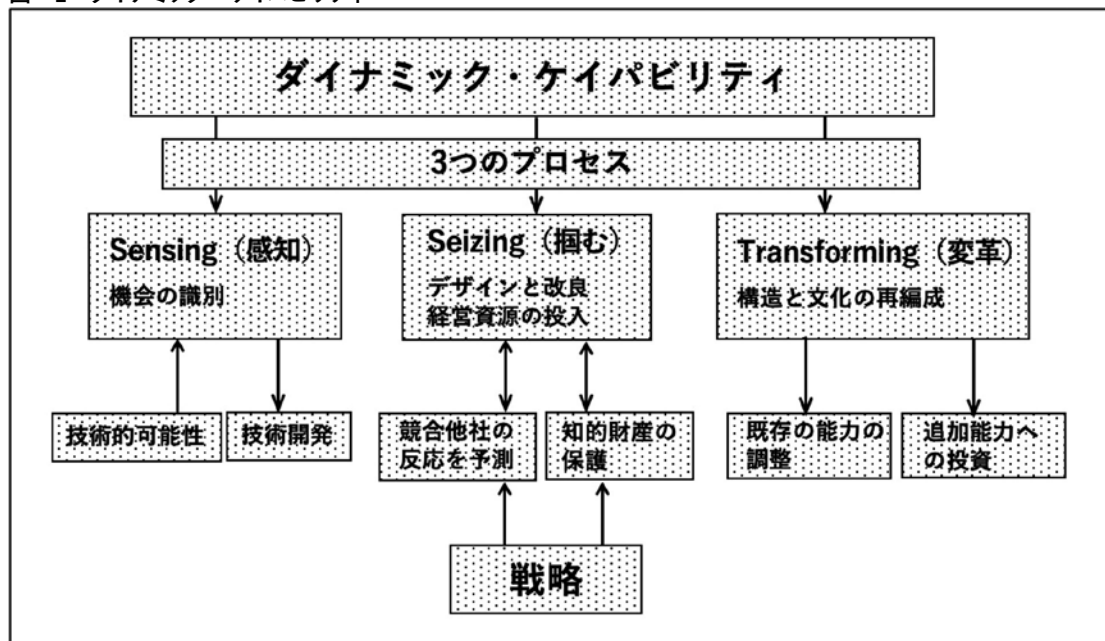 ダイナミック・ケイパビリティ
3つのプロセス
Sensing（感知）
機会の識別
Seizing（掴む）
デザインと改良
経営資源の投入
Transforming（変革）
構造と文化の再編成
技術的可能性
技術開発
競合他社の
反応を予測
知的財産の
保護
既存の能力の
調整
追加能力へ
の投資
戦略